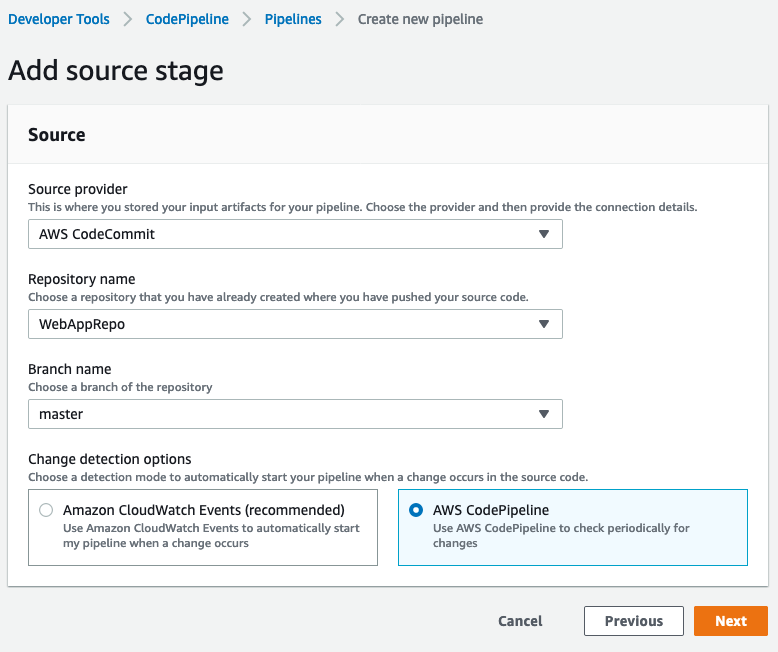 Developer Tools > CodePipeline > Pipelines > Create new pipeline
Add source stage
Source
Source provider
This is where you stored your input artifacts for your pipeline. Choose the provider and then provide the connection details.
AWS CodeCommit
Repository name
Choose a repository that you have already created where you have pushed your source code.
WebAppRepo
Branch name
Choose a branch of the repository
master
Change detection options
Choose a detection mode to automatically start your pipeline when a change occurs in the source code.
Amazon CloudWatch Events (recommended)
Use Amazon CloudWatch Events to automatically start
my pipeline when a change occurs
AWS CodePipeline
Use AWS CodePipeline to check periodically for
changes
Cancel
Previous
Next